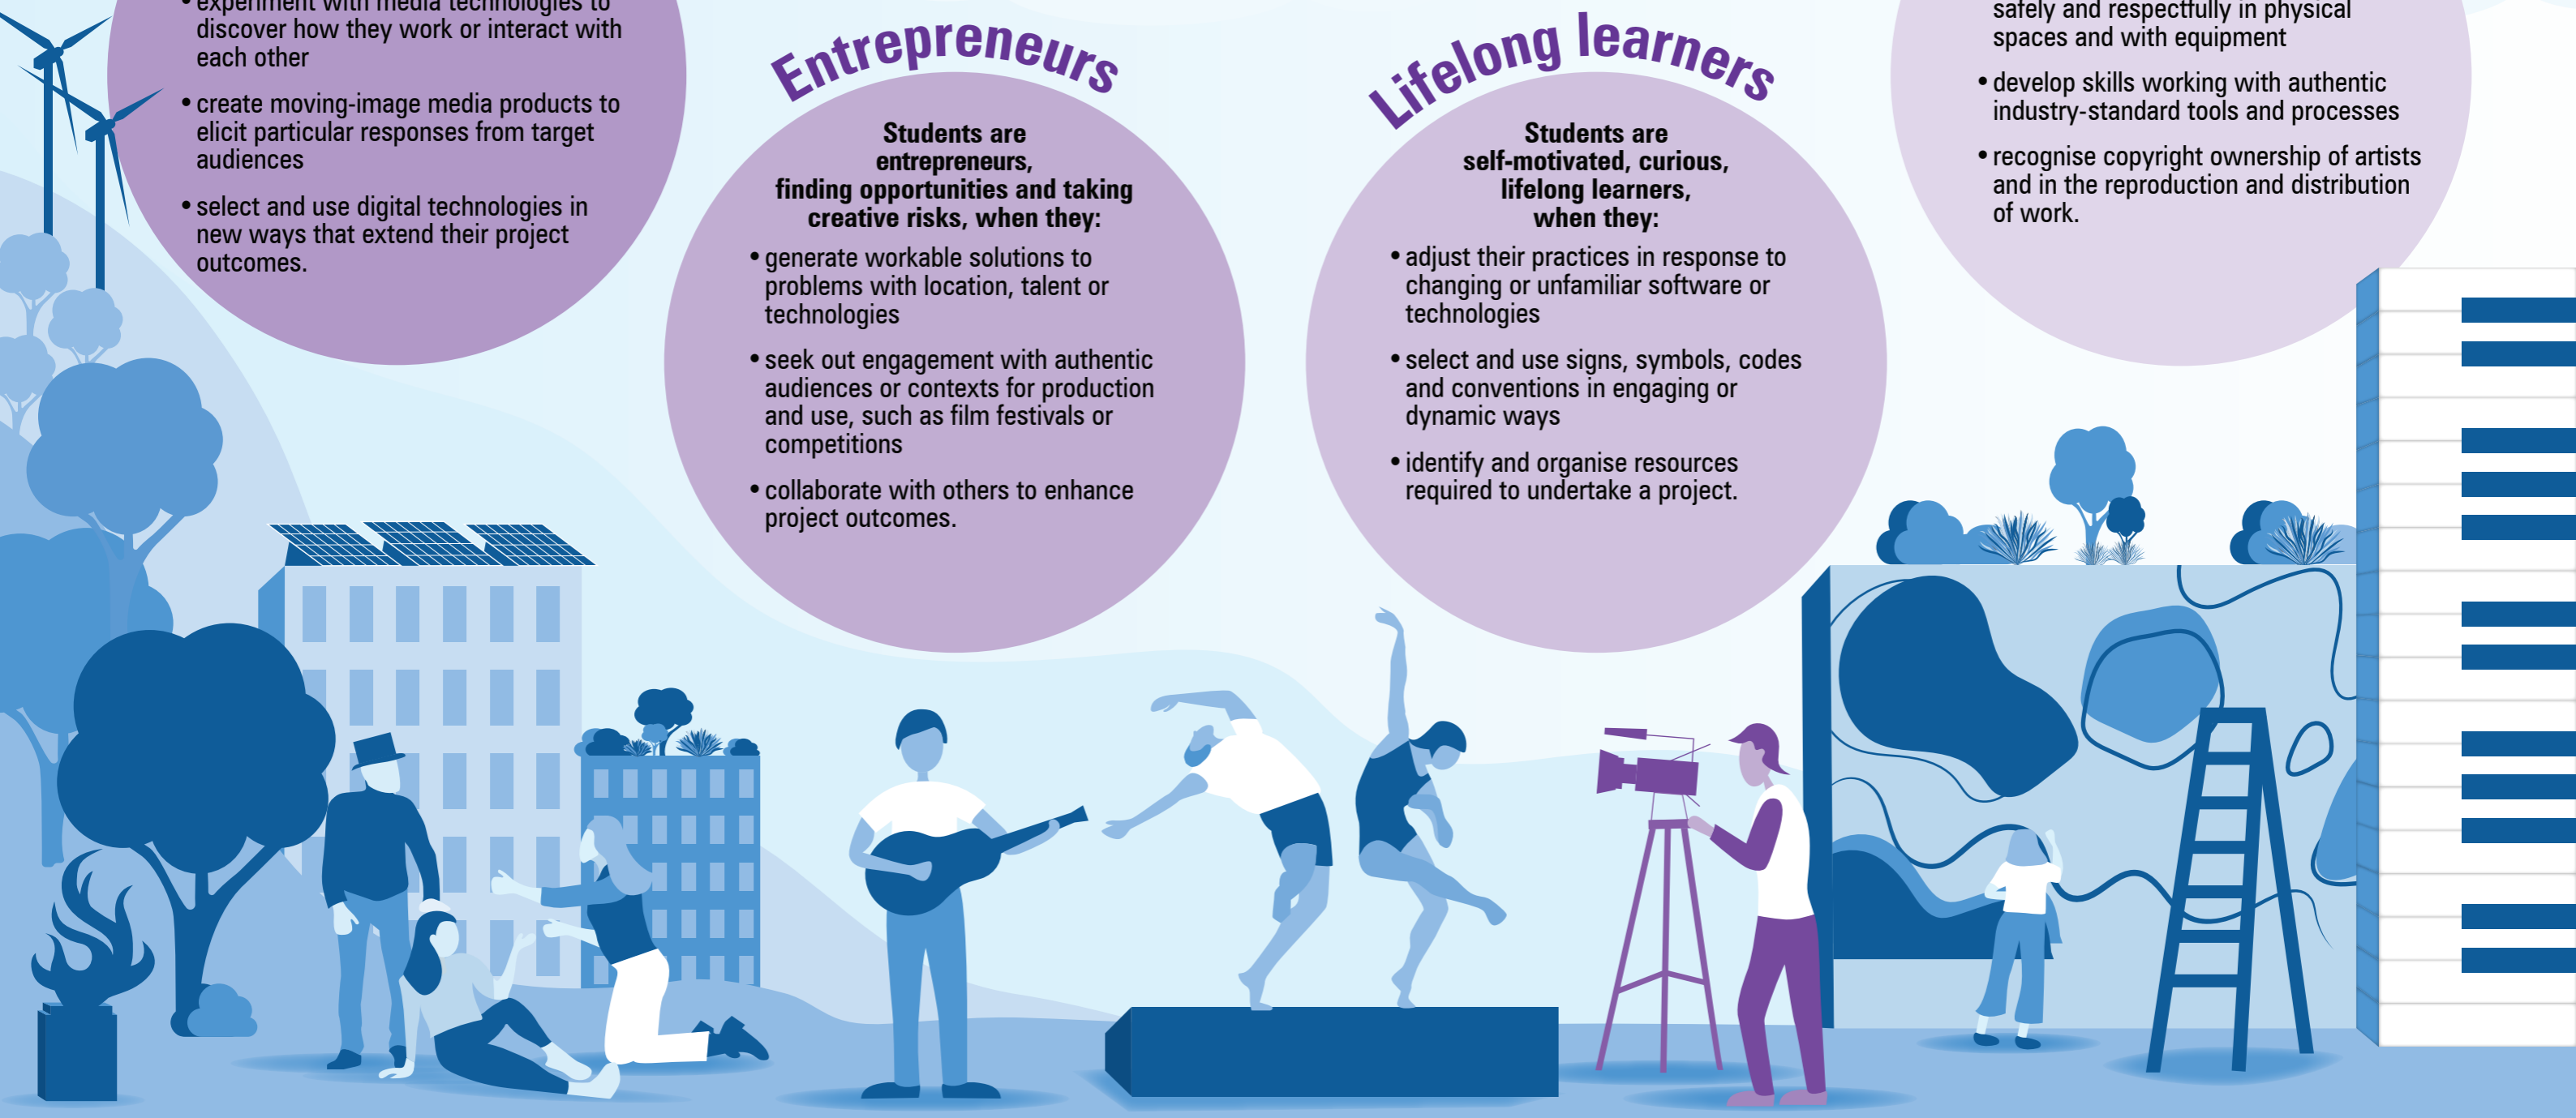 experiment with media technologies to
discover how they work or interact with
each other
• create moving-image media products to
elicit particular responses from target
audiences
• select and use digital technologies in
new ways that extend their project
outcomes.
Entrepreneurs
Students are
entrepreneurs,
finding opportunities and taking
creative risks, when they:
• generate workable solutions to
problems with location, talent or
technologies
• seek out engagement with authentic
audiences or contexts for production
and use, such as film festivals or
competitions
• collaborate with others to enhance
project outcomes.
Lifelong learners
Students are
self-motivated, curious,
lifelong learners,
when they:
• adjust their practices in response to
changing or unfamiliar software or
technologies
• select and use signs, symbols, codes
and conventions in engaging or
dynamic ways
• identify and organise resources
required to undertake a project.
safely and respectfully in physical
spaces and with equipment
• develop skills working with authentic
industry-standard tools and processes
• recognise copyright ownership of artists
and in the reproduction and distribution
of work.